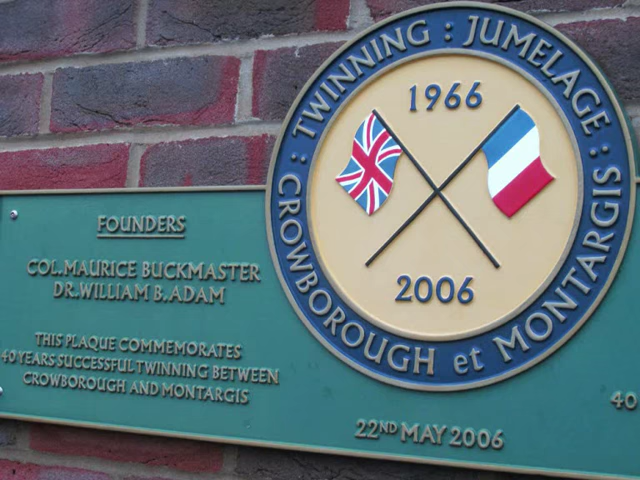 FOUNDERS
COL. MAURICE BUCKMASTER
DR. WILLIAM B. ADAM
THIS PLAQUE COMMEMORATES
40 YEARS SUCCESSFUL TWINNING BETWEEN
CROWBOROUGH AND MONTARGIS
: TWINNING : JUMELAGE :
1966
2006
CROWBOROUGH et MONTARGIS
22ND MAY 2006
40